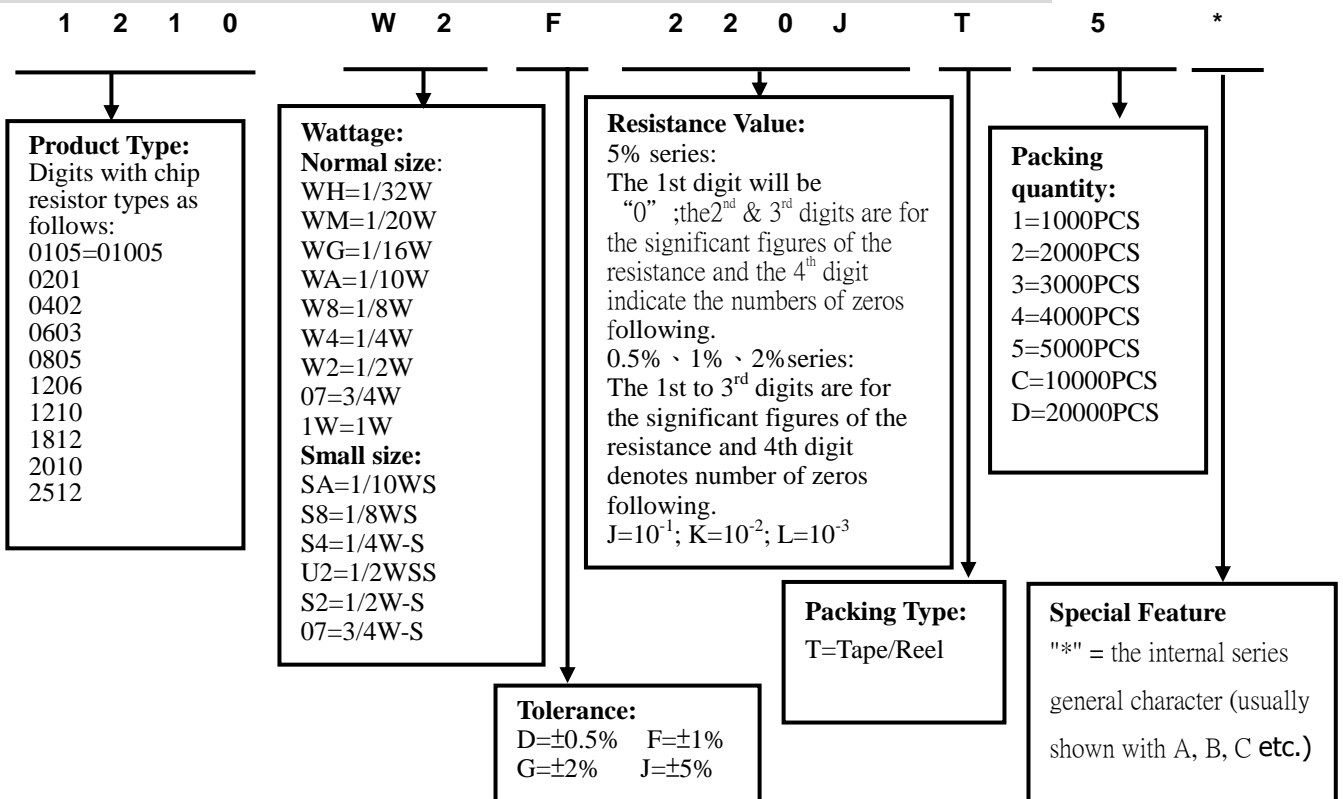 1 2 1 0 W 2 F 2 2 0 J T 5 *
Product Type:
Digits with chip
resistor types as
follows:
0105=01005
0201
0402
0603
0805
1206
1210
1812
2010
2512
Wattage:
Normal size:
WH=1/32W
WM=1/20W
WG=1/16W
WA=1/10W
W8=1/8W
W4=1/4W
W2=1/2W
07=3/4W
1W=1W
Small size:
SA=1/10WS
S8=1/8WS
S4=1/4W-S
U2=1/2WSS
S2=1/2W-S
07=3/4W-S
Tolerance:
D=±0.5% F=±1%
G=±2% J=±5%
Resistance Value:
5% series:
The 1st digit will be
“0” ;the2nd & 3rd digits are for
the significant figures of the
resistance and the 4th digit
indicate the numbers of zeros
following.
0.5%、1%、2%series:
The 1st to 3rd digits are for
the significant figures of the
resistance and 4th digit
denotes number of zeros
following.
J=10-1; K=10-2; L=10-3
Packing Type:
T=Tape/Reel
Packing
quantity:
1=1000PCS
2=2000PCS
3=3000PCS
4=4000PCS
5=5000PCS
C=10000PCS
D=20000PCS
Special Feature
"*" = the internal series
general character (usually
shown with A, B, C etc.)